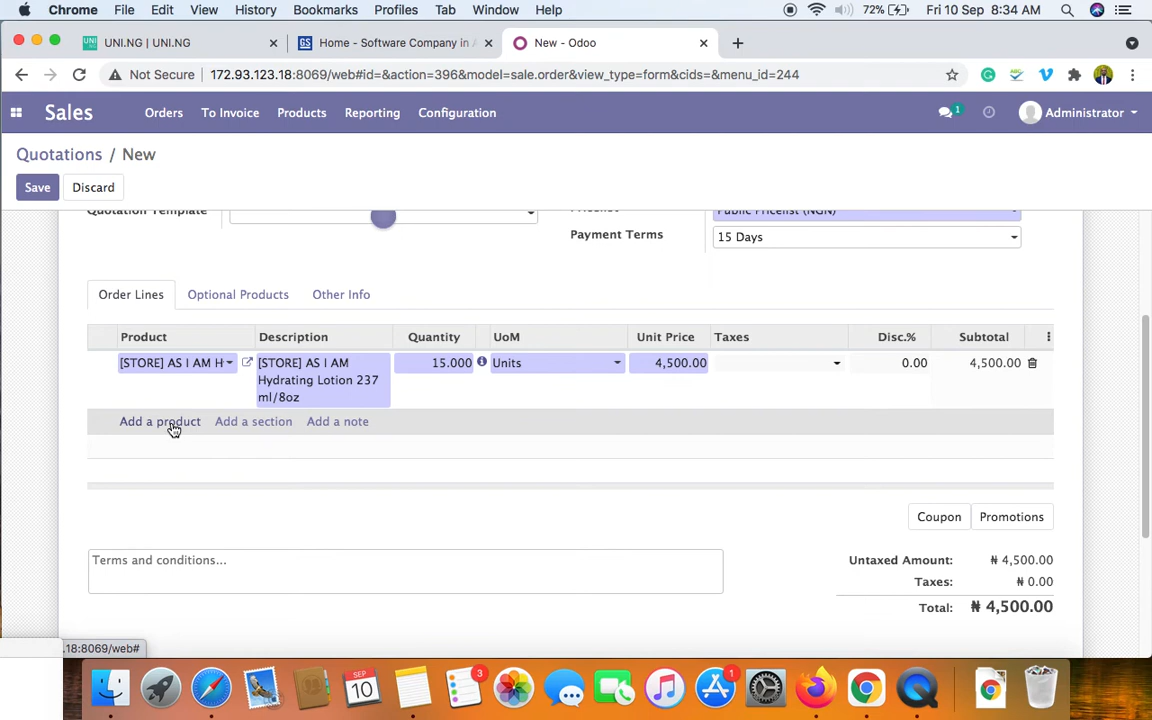 Chrome File Edit View History Bookmarks Profiles Tab Window Help 72% Fri 10 Sep 8:34 AM
UNI.NG | UNI.NG
Home - Software Company in
New - Odoo
Not Secure 172.93.123.18:8069/web#id=&action=396&model=sale.order&view_type=form&cids=&menu_id=244
Sales Orders To Invoice Products Reporting Configuration 1 Administrator
Quotations / New
Save Discard
Quotation Template
Pricelist Public Pricelist (NGN)
Payment Terms 15 Days
Order Lines Optional Products Other Info
Product Description Quantity UoM Unit Price Taxes Disc.% Subtotal
[STORE] AS I AM H [STORE] AS I AM 15.000 Units 4,500.00 0.00 4,500.00
Hydrating Lotion 237
ml/8oz
Add a product Add a section Add a note
Coupon Promotions
Terms and conditions...
Untaxed Amount: ₦ 4,500.00
Taxes: ₦ 0.00
Total: ₦ 4,500.00
.18:8069/web#
SEP
10
3
1